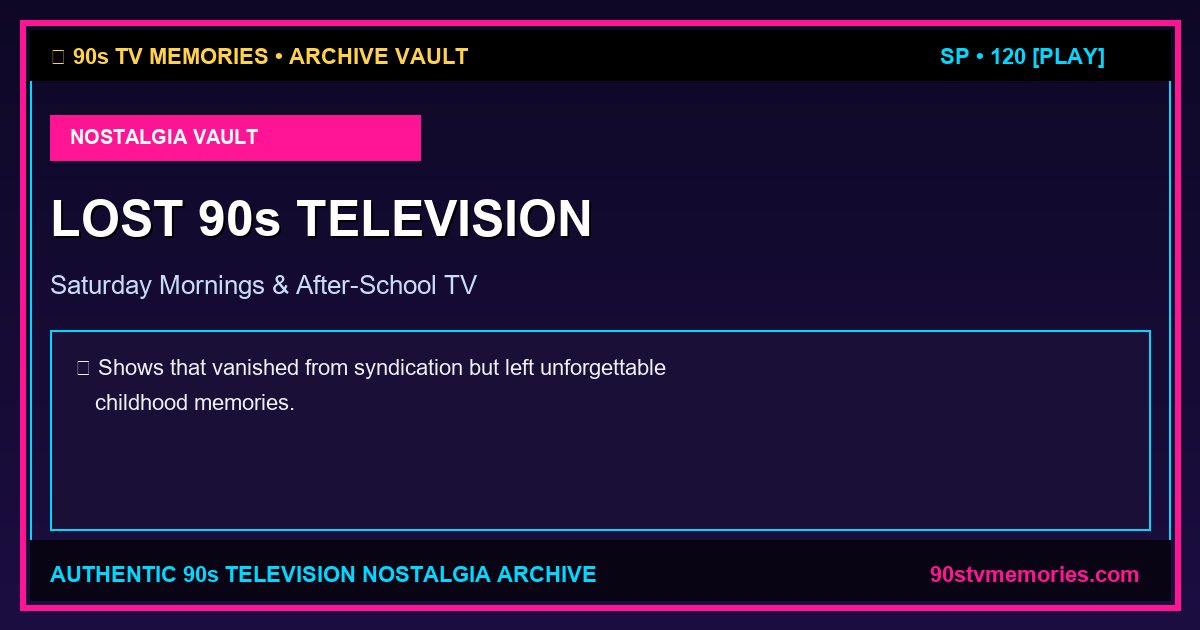 90s TV MEMORIES • ARCHIVE VAULT
SP • 120 [PLAY]
NOSTALGIA VAULT
LOST 90s TELEVISION
Saturday Mornings & After-School TV
Shows that vanished from syndication but left unforgettable
childhood memories.
AUTHENTIC 90s TELEVISION NOSTALGIA ARCHIVE
90stvmemories.com